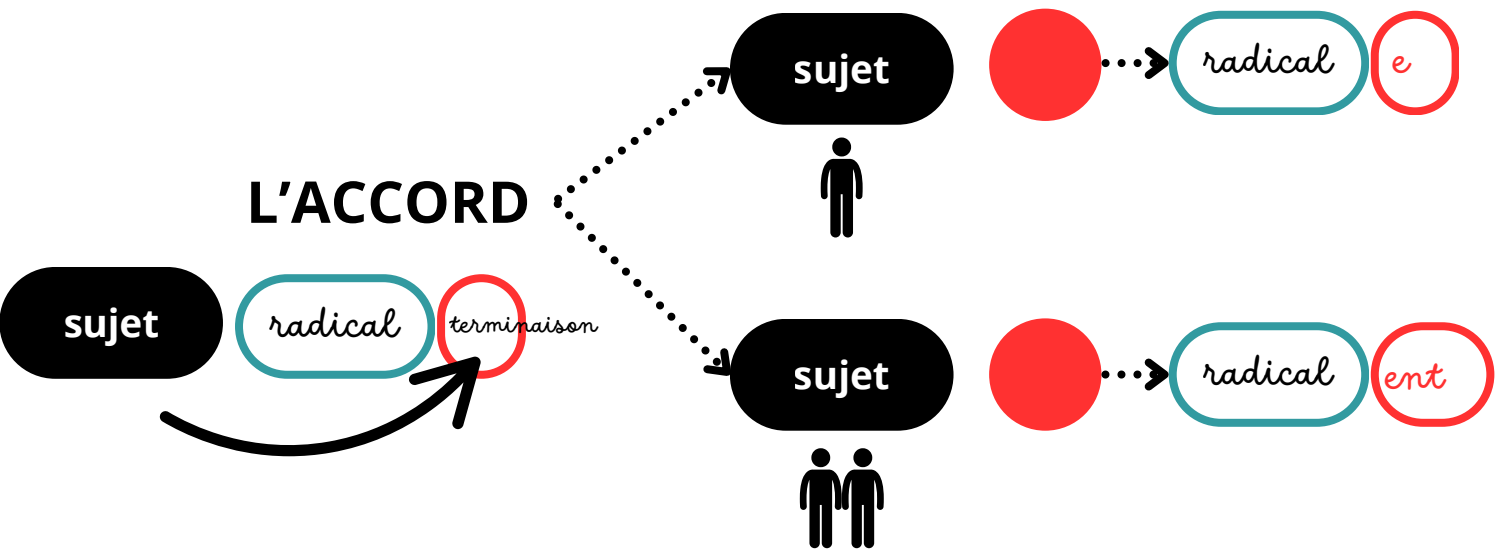 L'ACCORD
sujet radical terminaison
sujet radical e
sujet radical ent